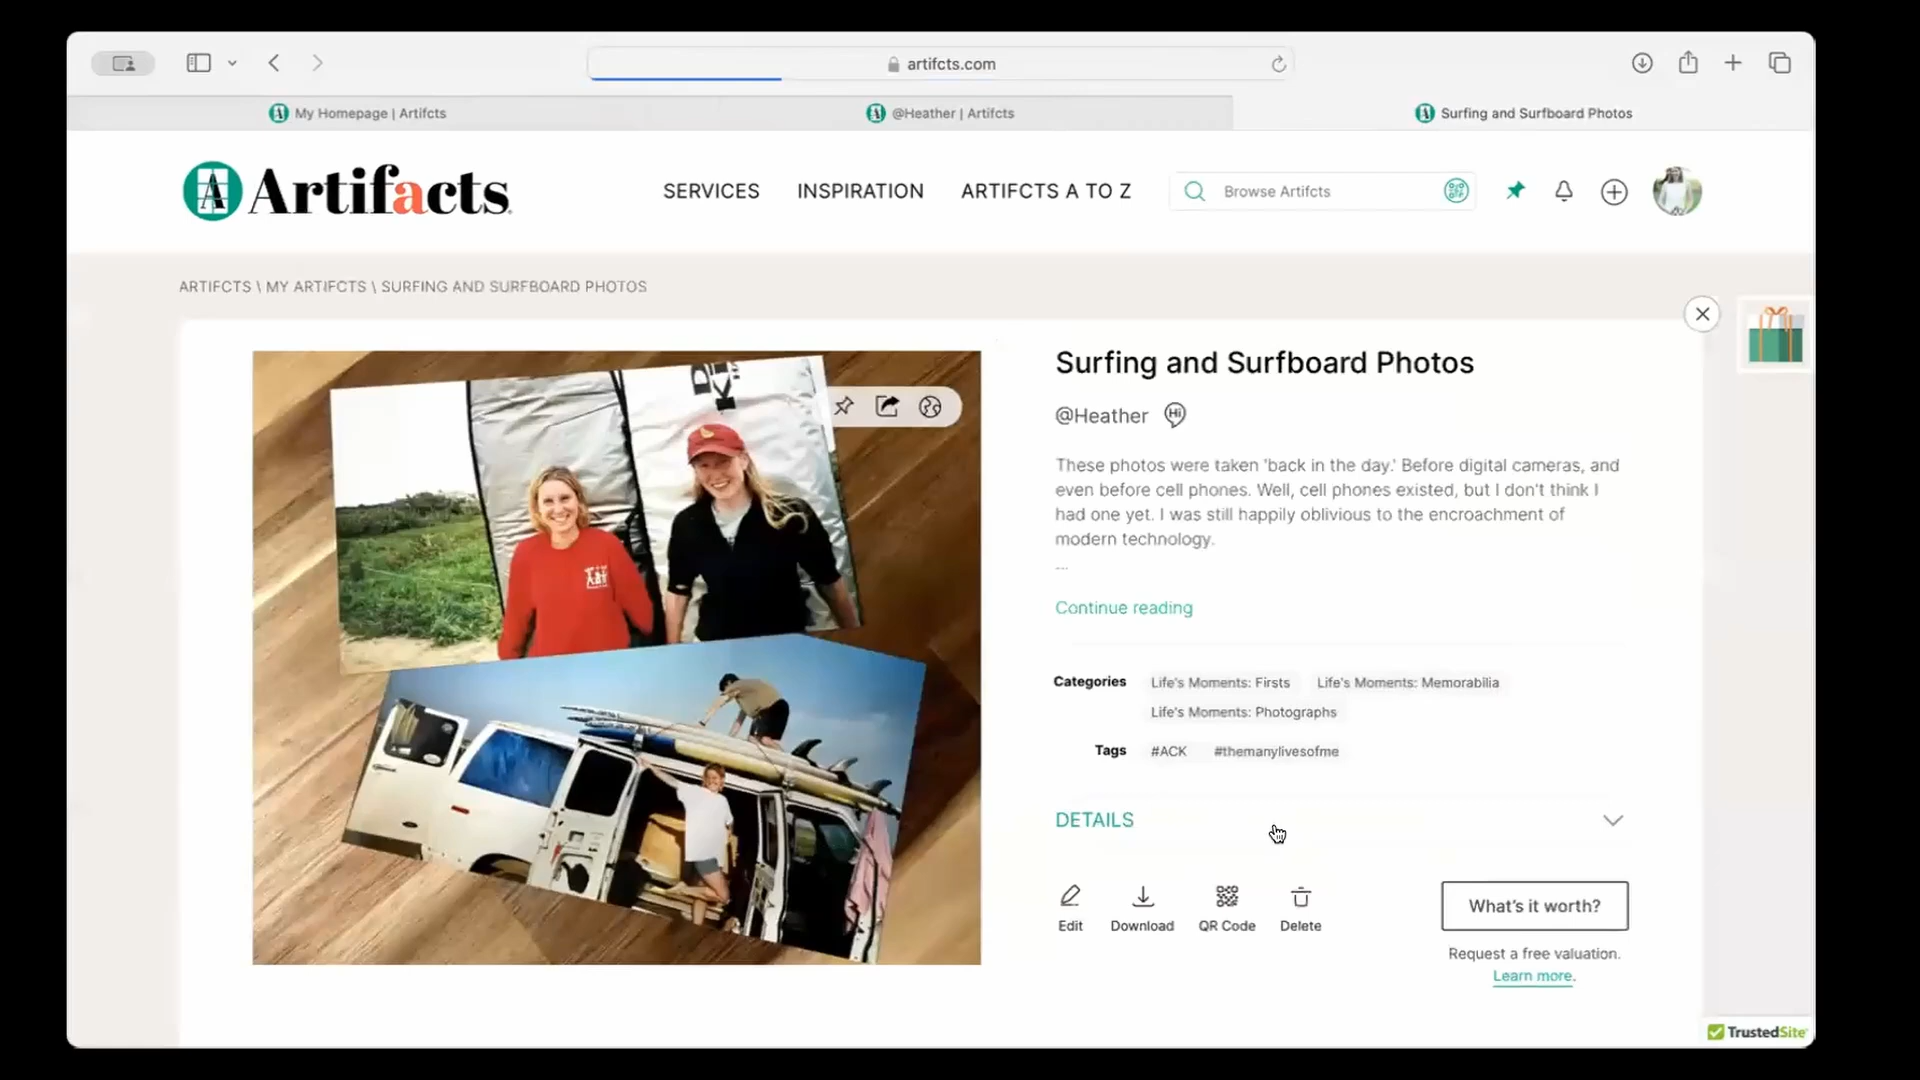 artifcts.com
My Homepage | Artifcts
@Heather | Artifcts
Surfing and Surfboard Photos
Artifacts
SERVICES
INSPIRATION
ARTIFCTS A TO Z
Browse Artifcts
ARTIFCTS \ MY ARTIFCTS \ SURFING AND SURFBOARD PHOTOS
Surfing and Surfboard Photos
@Heather
Hi
These photos were taken 'back in the day.' Before digital cameras, and
even before cell phones. Well, cell phones existed, but I don't think I
had one yet. I was still happily oblivious to the encroachment of
modern technology.
...
Continue reading
Categories
Life's Moments: Firsts
Life's Moments: Memorabilia
Life's Moments: Photographs
Tags
#ACK
#themanylivesofme
DETAILS
Edit
Download
QR Code
Delete
What's it worth?
Request a free valuation.
Learn more.
TrustedSite